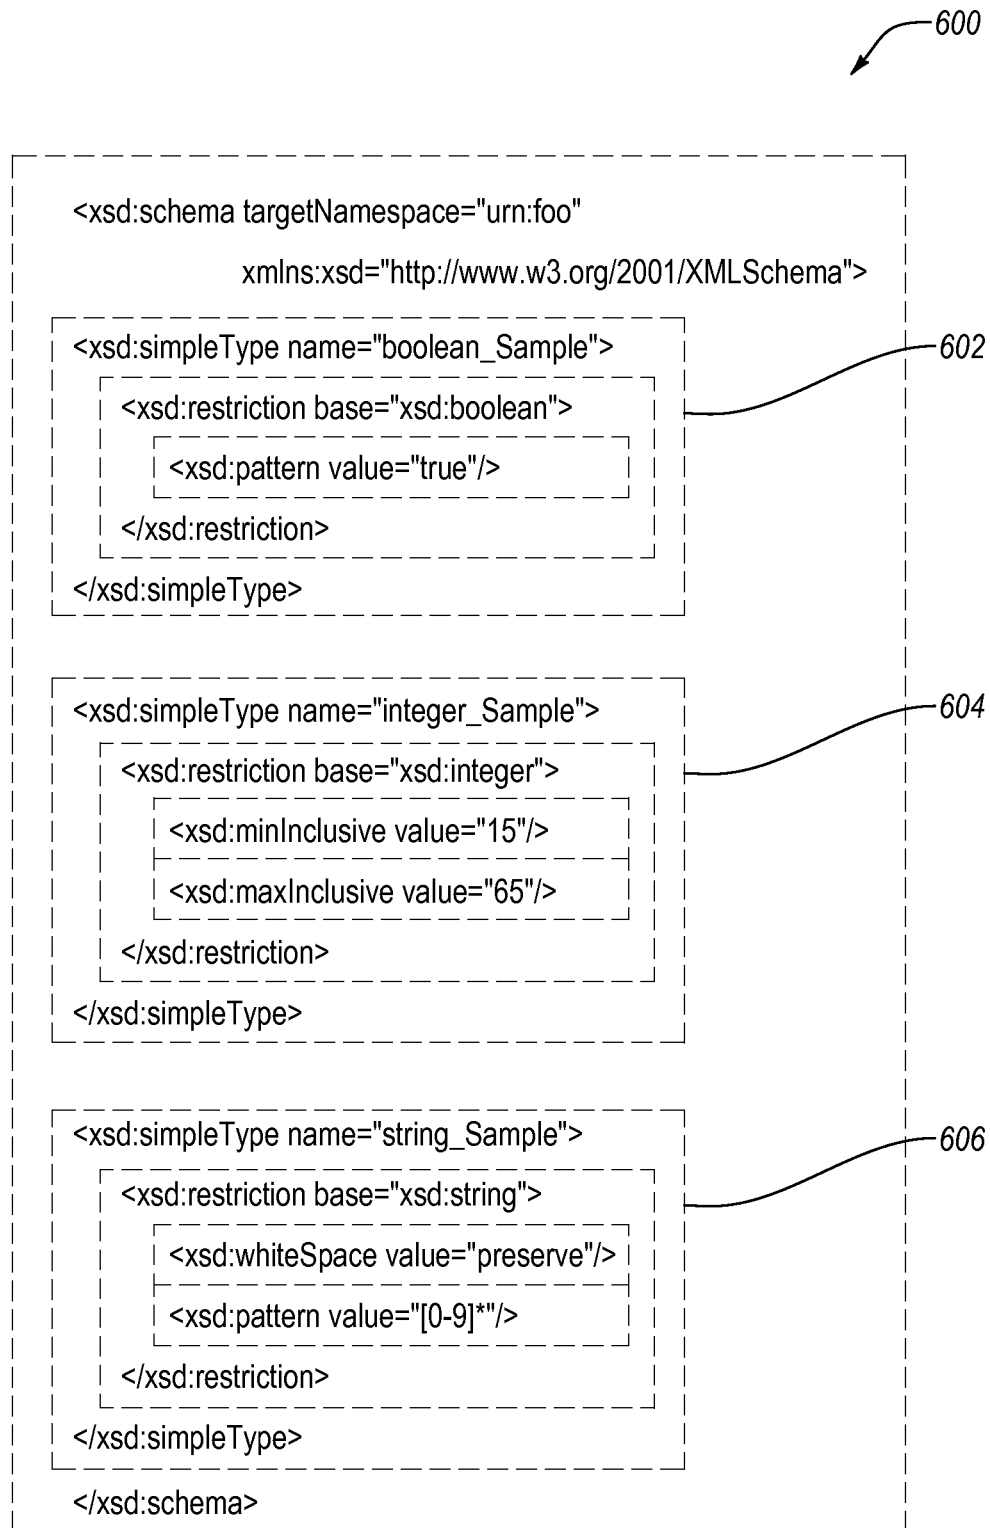 600
<xsd:schema targetNamespace="urn:foo"
xmlns:xsd="http://www.w3.org/2001/XMLSchema">
<xsd:simpleType name="boolean_Sample">
602
<xsd:restriction base="xsd:boolean">
<xsd:pattern value="true"/>
</xsd:restriction>
</xsd:simpleType>
<xsd:simpleType name="integer_Sample">
604
<xsd:restriction base="xsd:integer">
<xsd:minInclusive value="15"/>
<xsd:maxInclusive value="65"/>
</xsd:restriction>
</xsd:simpleType>
<xsd:simpleType name="string_Sample">
606
<xsd:restriction base="xsd:string">
<xsd:whiteSpace value="preserve"/>
<xsd:pattern value="[0-9]*"/>
</xsd:restriction>
</xsd:simpleType>
</xsd:schema>